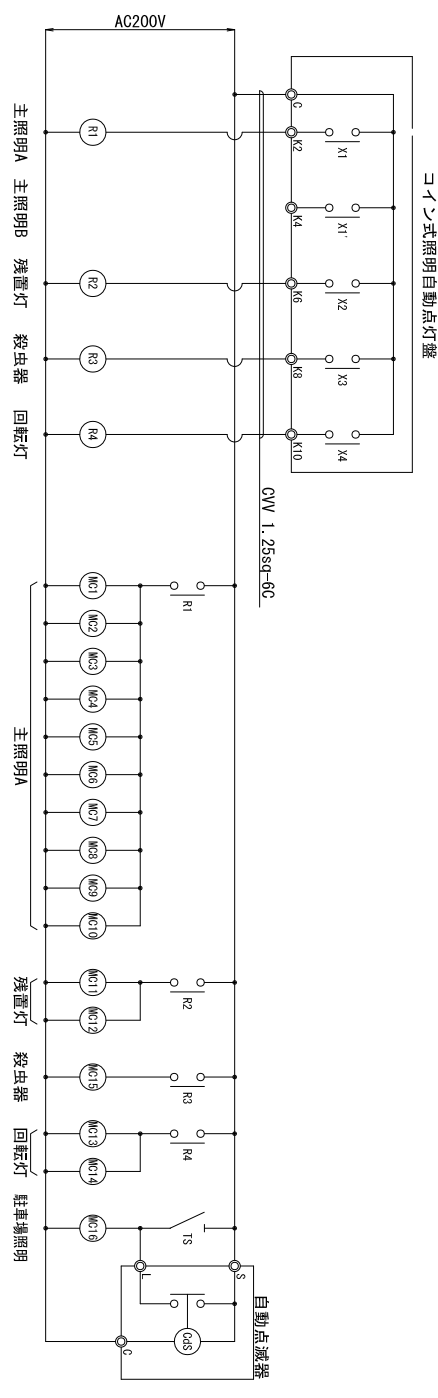 コイン式照明自動点灯盤
C
K2
K4
K6
K8
K10
X1
X1'
X2
X3
X4
AC200V
CVV 1.25sq-6C
R1
R2
R3
R4
主照明A
主照明B
残置灯
殺虫器
回転灯
R1
R2
R3
R4
TS
MC1
MC2
MC3
MC4
MC5
MC6
MC7
MC8
MC9
MC10
MC11
MC12
MC15
MC13
MC14
MC16
主照明A
残置灯
殺虫器
回転灯
駐車場照明
自動点滅器
S
L
CdS
C